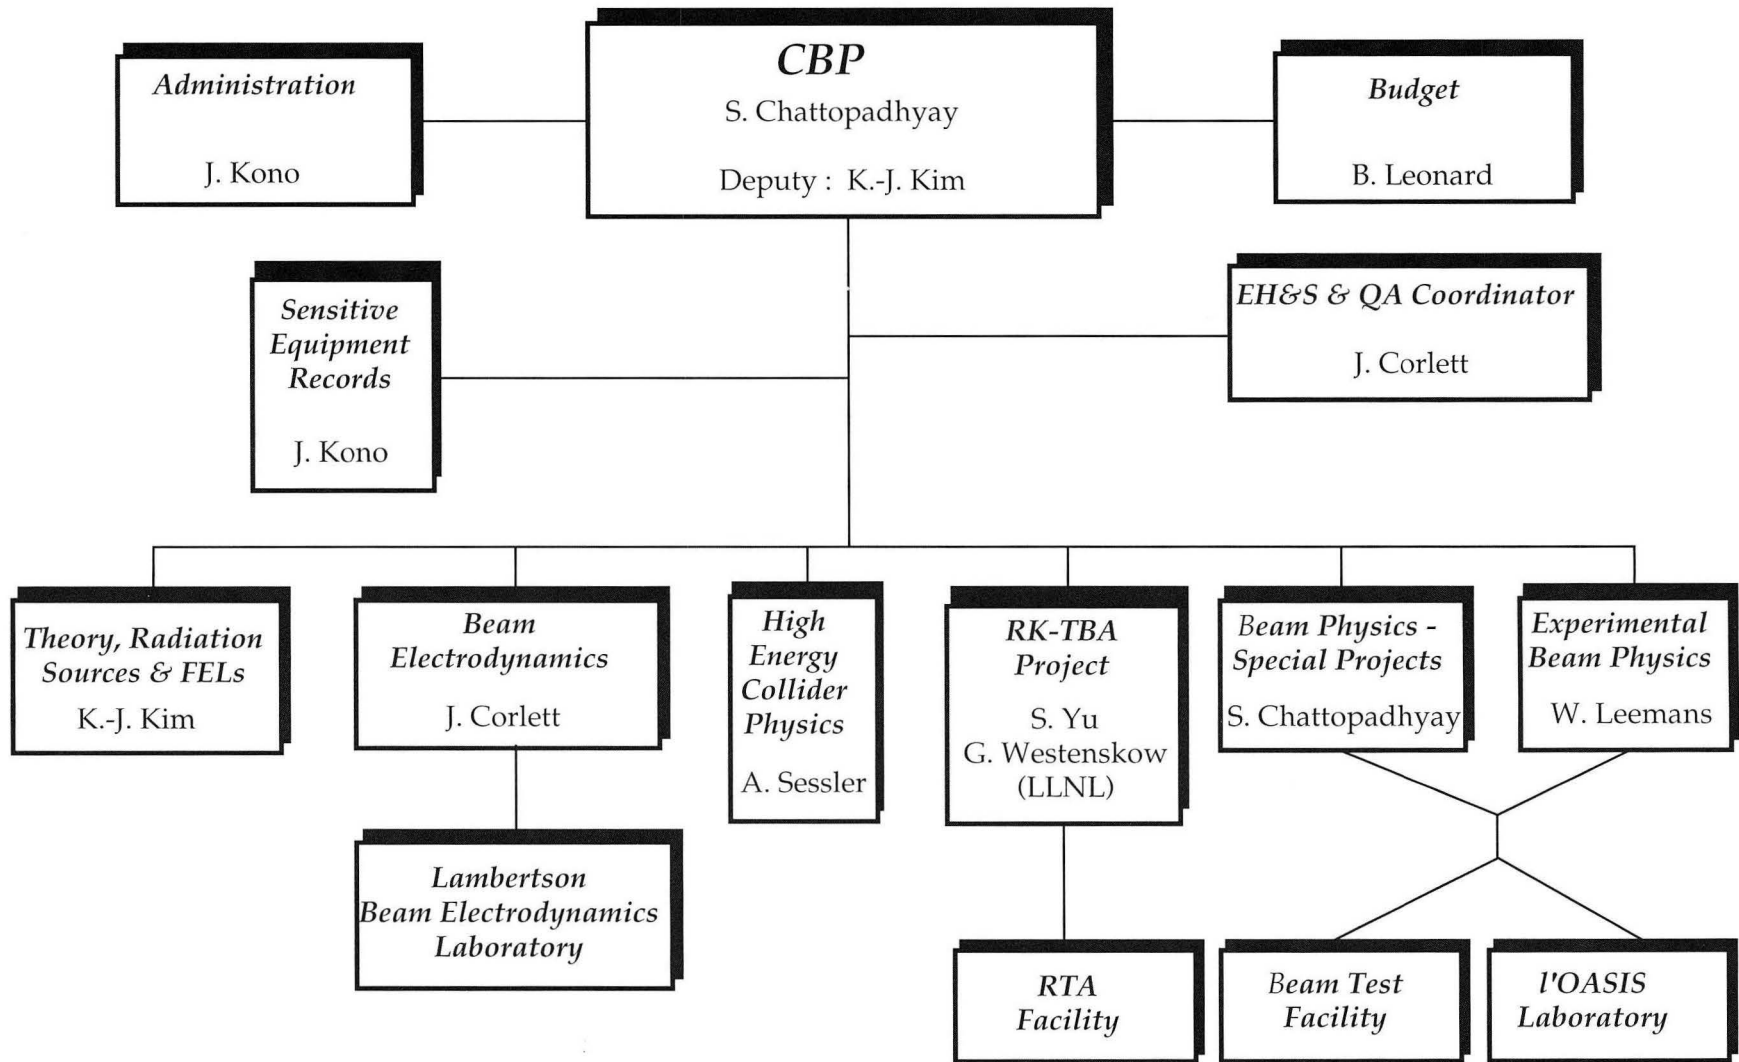 Administration
J. Kono
CBP
S. Chattopadhyay
Deputy : K.-J. Kim
Budget
B. Leonard
Sensitive
Equipment
Records
J. Kono
EH&S & QA Coordinator
J. Corlett
Theory, Radiation
Sources & FELs
K.-J. Kim
Beam
Electrodynamics
J. Corlett
High
Energy
Collider
Physics
A. Sessler
RK-TBA
Project
S. Yu
G. Westenskow
(LLNL)
Beam Physics -
Special Projects
S. Chattopadhyay
Experimental
Beam Physics
W. Leemans
Lambertson
Beam Electrodynamics
Laboratory
RTA
Facility
Beam Test
Facility
l'OASIS
Laboratory